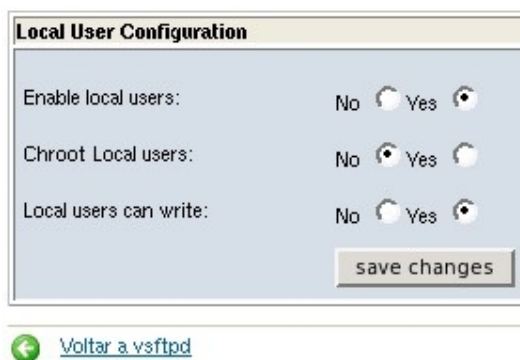 Local User Configuration
Enable local users: No Yes
Chroot Local users: No Yes
Local users can write: No Yes
save changes
Voltar a vsftpd